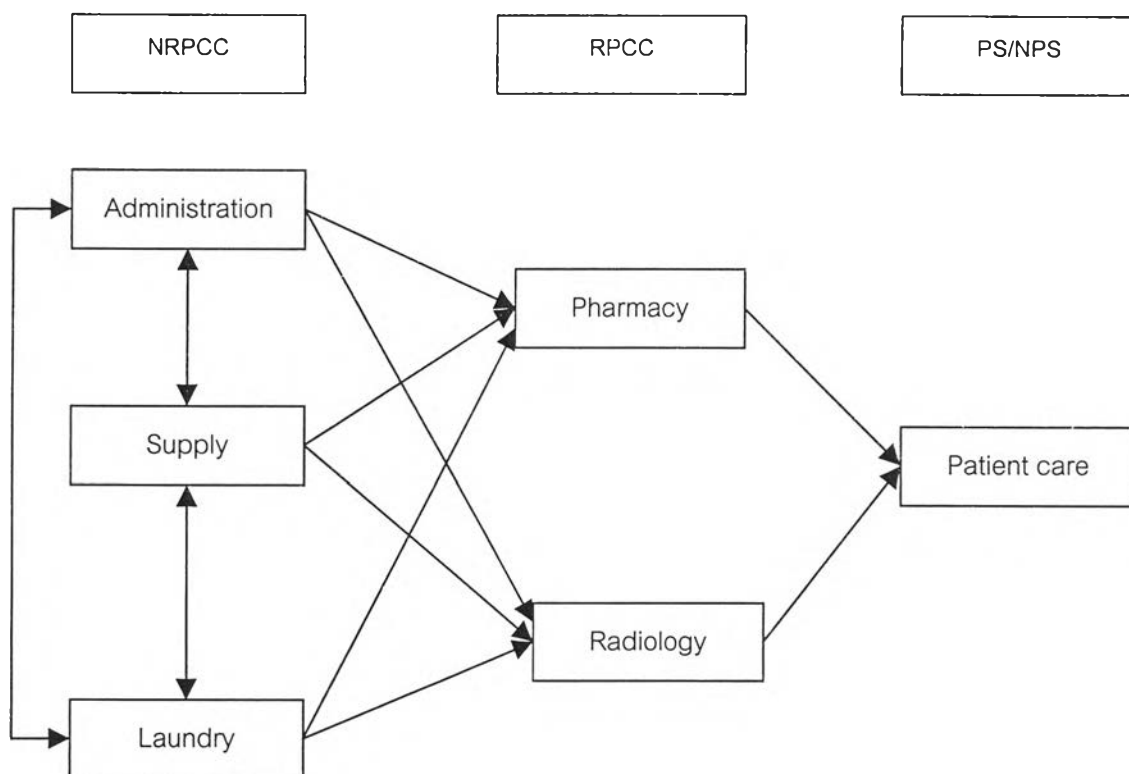 NRPCC
RPCC
PS/NPS
Administration
Pharmacy
Supply
Patient care
Radiology
Laundry